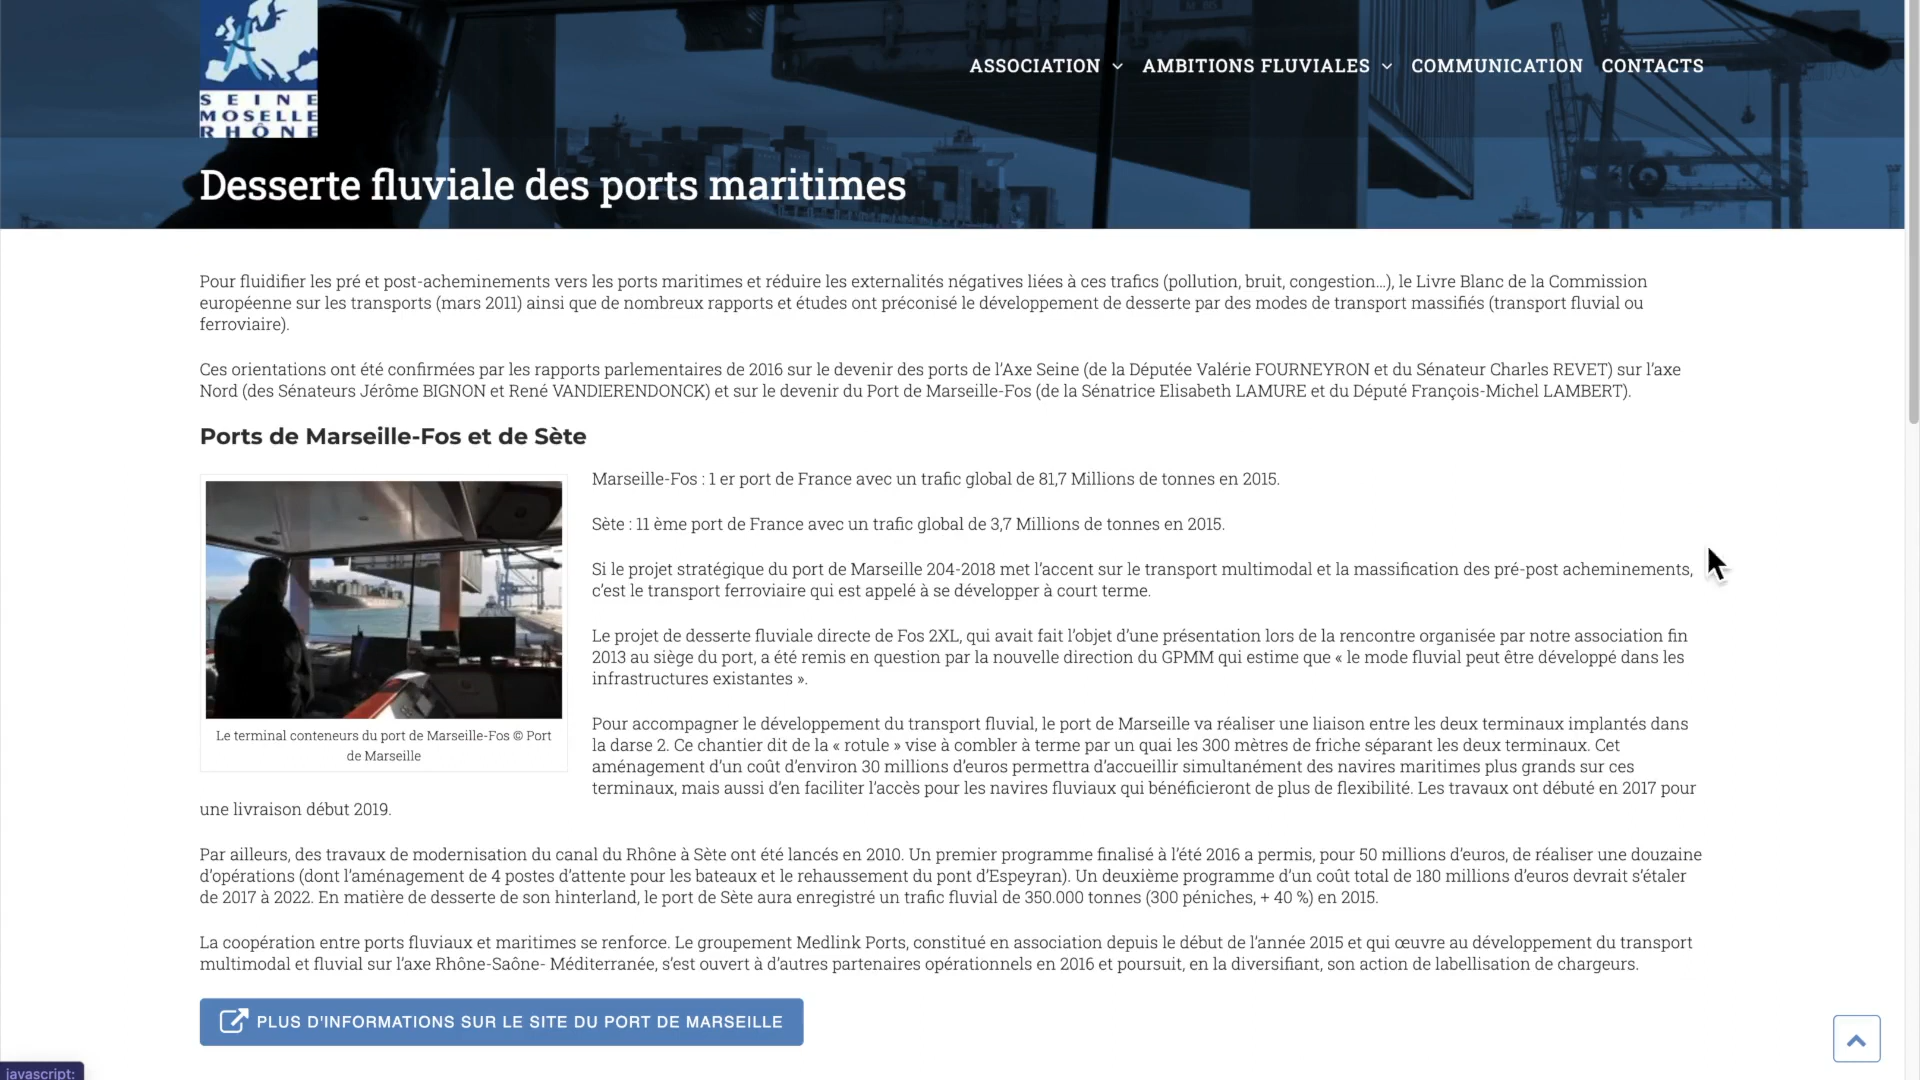 SEINE
MOSELLE
RHÔNE
ASSOCIATION
AMBITIONS FLUVIALES
COMMUNICATION
CONTACTS
Desserte fluviale des ports maritimes
Pour fluidifier les pré et post-acheminements vers les ports maritimes et réduire les externalités négatives liées à ces trafics (pollution, bruit, congestion…), le Livre Blanc de la Commission
européenne sur les transports (mars 2011) ainsi que de nombreux rapports et études ont préconisé le développement de desserte par des modes de transport massifiés (transport fluvial ou
ferroviaire).
Ces orientations ont été confirmées par les rapports parlementaires de 2016 sur le devenir des ports de l’Axe Seine (de la Députée Valérie FOURNEYRON et du Sénateur Charles REVET) sur l’axe
Nord (des Sénateurs Jérôme BIGNON et René VANDIERENDONCK) et sur le devenir du Port de Marseille-Fos (de la Sénatrice Elisabeth LAMURE et du Député François-Michel LAMBERT).
Ports de Marseille-Fos et de Sète
Marseille-Fos : 1 er port de France avec un trafic global de 81,7 Millions de tonnes en 2015.
Sète : 11 ème port de France avec un trafic global de 3,7 Millions de tonnes en 2015.
Si le projet stratégique du port de Marseille 204-2018 met l’accent sur le transport multimodal et la massification des pré-post acheminements,
c’est le transport ferroviaire qui est appelé à se développer à court terme.
Le projet de desserte fluviale directe de Fos 2XL, qui avait fait l’objet d’une présentation lors de la rencontre organisée par notre association fin
2013 au siège du port, a été remis en question par la nouvelle direction du GPMM qui estime que « le mode fluvial peut être développé dans les
infrastructures existantes ».
Le terminal conteneurs du port de Marseille-Fos © Port
de Marseille
Pour accompagner le développement du transport fluvial, le port de Marseille va réaliser une liaison entre les deux terminaux implantés dans
la darse 2. Ce chantier dit de la « rotule » vise à combler à terme par un quai les 300 mètres de friche séparant les deux terminaux. Cet
aménagement d’un coût d’environ 30 millions d’euros permettra d’accueillir simultanément des navires maritimes plus grands sur ces
terminaux, mais aussi d’en faciliter l’accès pour les navires fluviaux qui bénéficieront de plus de flexibilité. Les travaux ont débuté en 2017 pour
une livraison début 2019.
Par ailleurs, des travaux de modernisation du canal du Rhône à Sète ont été lancés en 2010. Un premier programme finalisé à l’été 2016 a permis, pour 50 millions d’euros, de réaliser une douzaine
d’opérations (dont l’aménagement de 4 postes d’attente pour les bateaux et le rehaussement du pont d’Espeyran). Un deuxième programme d’un coût total de 180 millions d’euros devrait s’étaler
de 2017 à 2022. En matière de desserte de son hinterland, le port de Sète aura enregistré un trafic fluvial de 350.000 tonnes (300 péniches, + 40 %) en 2015.
La coopération entre ports fluviaux et maritimes se renforce. Le groupement Medlink Ports, constitué en association depuis le début de l’année 2015 et qui œuvre au développement du transport
multimodal et fluvial sur l’axe Rhône-Saône- Méditerranée, s’est ouvert à d’autres partenaires opérationnels en 2016 et poursuit, en la diversifiant, son action de labellisation de chargeurs.
PLUS D'INFORMATIONS SUR LE SITE DU PORT DE MARSEILLE
javascript: